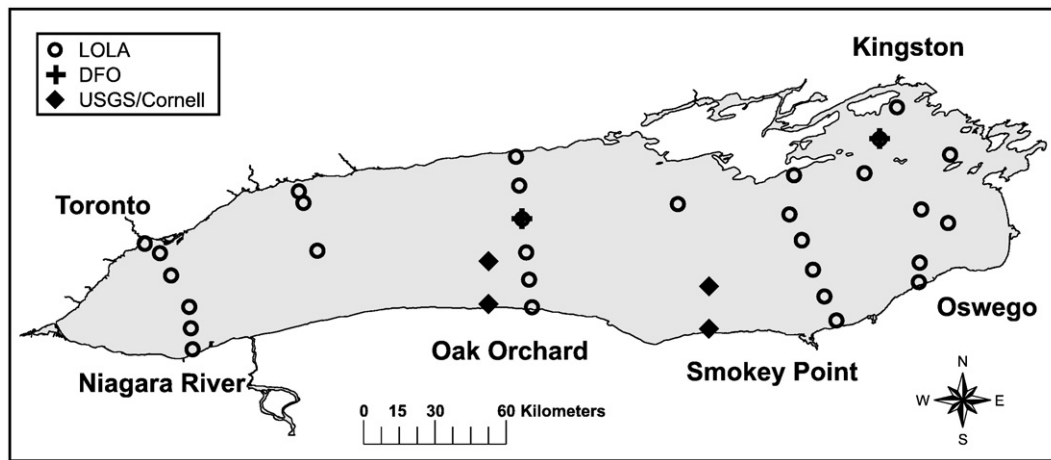 LOLA
DFO
USGS/Cornell
Kingston
Toronto
Oswego
Oak Orchard
Smokey Point
Niagara River
0 15 30 60 Kilometers
N
W E
S